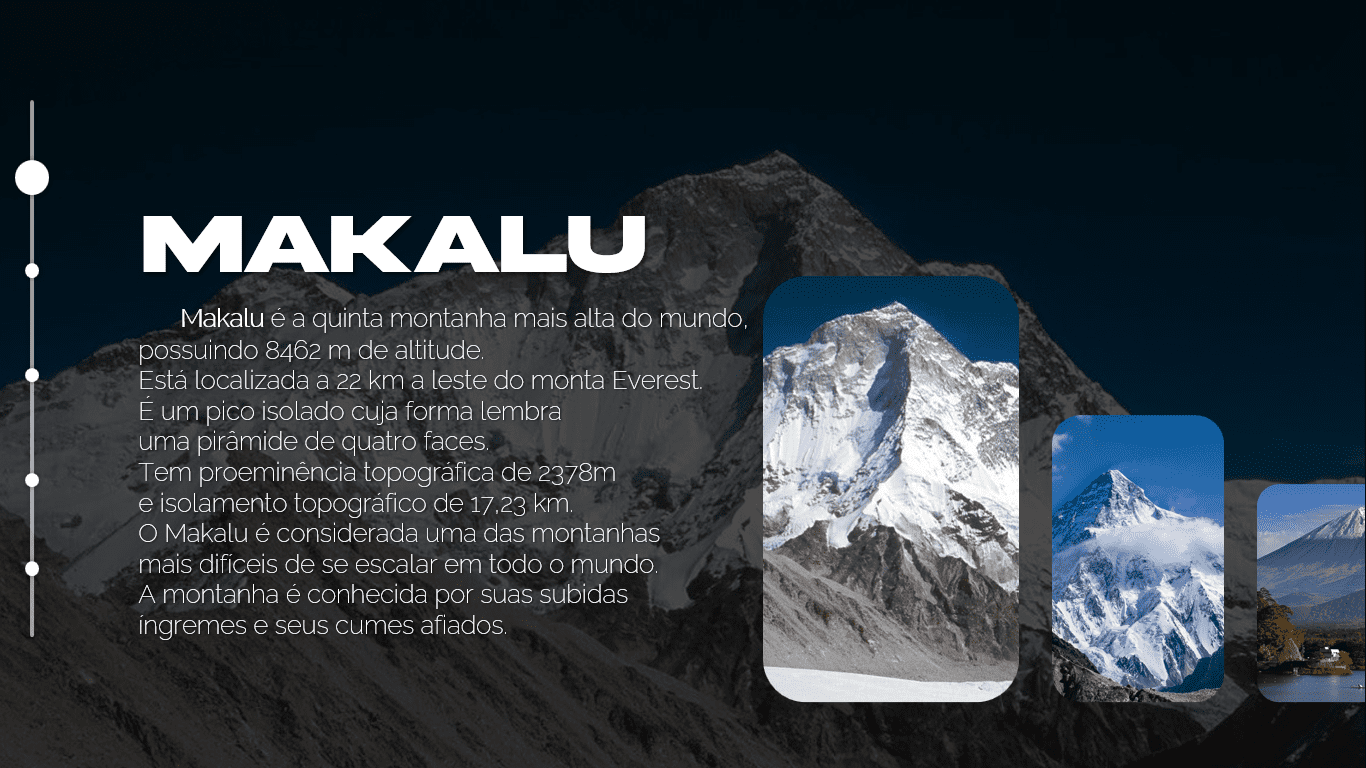 MAKALU
Makalu é a quinta montanha mais alta do mundo,
possuindo 8462 m de altitude.
Está localizada a 22 km a leste do monta Everest.
É um pico isolado cuja forma lembra
uma pirâmide de quatro faces.
Tem proeminência topográfica de 2378m
e isolamento topográfico de 17,23 km.
O Makalu é considerada uma das montanhas
mais difíceis de se escalar em todo o mundo.
A montanha é conhecida por suas subidas
íngremes e seus cumes afiados.